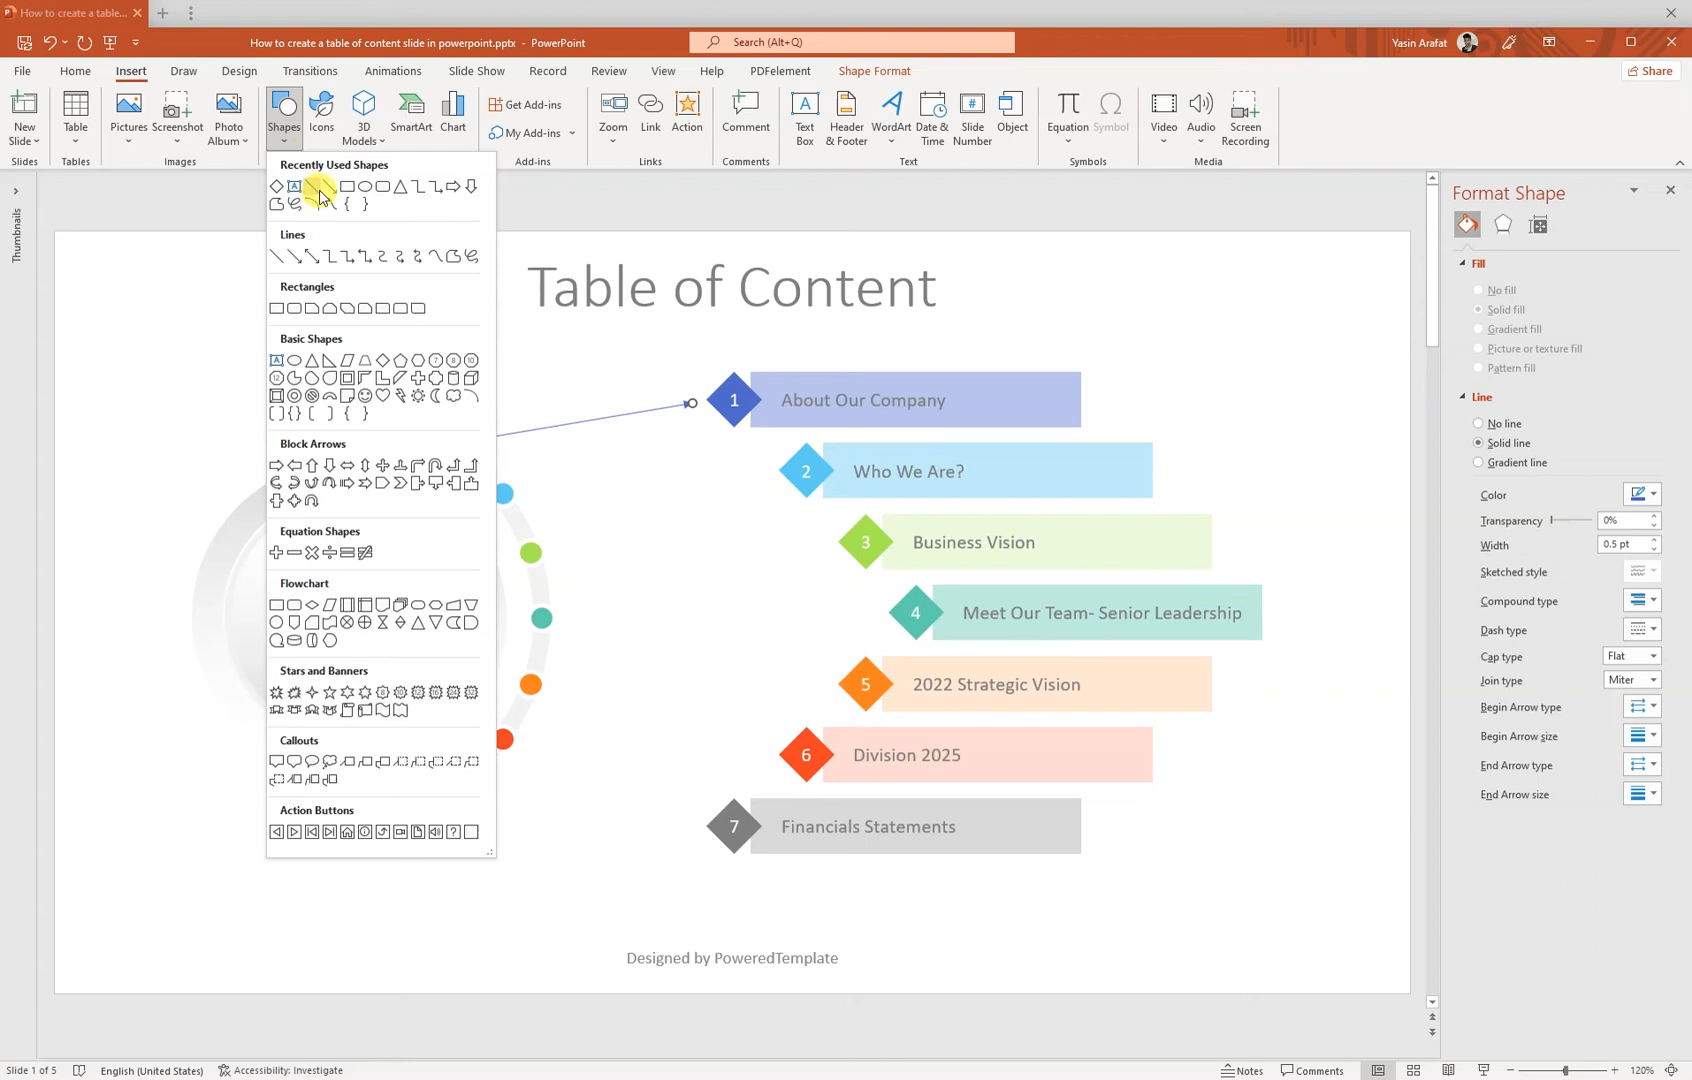 How to create a table...
How to create a table of content slide in powerpoint.pptx - PowerPoint
Search (Alt+Q)
Yasin Arafat
File Home Insert Draw Design Transitions Animations Slide Show Record Review View Help PDFelement Shape Format
Share
New Slide
Table
Pictures
Screenshot
Photo Album
Shapes
Icons
3D Models
SmartArt
Chart
Get Add-ins
My Add-ins
Zoom
Link
Action
Comment
Text Box
Header & Footer
WordArt
Date & Time
Slide Number
Object
Equation
Symbol
Video
Audio
Screen Recording
Slides
Tables
Images
Add-ins
Links
Comments
Text
Symbols
Media
Recently Used Shapes
Lines
Rectangles
Basic Shapes
Block Arrows
Equation Shapes
Flowchart
Stars and Banners
Callouts
Action Buttons
Thumbnails
Table of Content
1 About Our Company
2 Who We Are?
3 Business Vision
4 Meet Our Team- Senior Leadership
5 2022 Strategic Vision
6 Division 2025
7 Financials Statements
Designed by PoweredTemplate
Format Shape
Fill
No fill
Solid fill
Gradient fill
Picture or texture fill
Pattern fill
Line
No line
Solid line
Gradient line
Color
Transparency 0%
Width 0.5 pt
Sketched style
Compound type
Dash type
Cap type Flat
Join type Miter
Begin Arrow type
Begin Arrow size
End Arrow type
End Arrow size
Slide 1 of 5
English (United States)
Accessibility: Investigate
Notes
Comments
120%